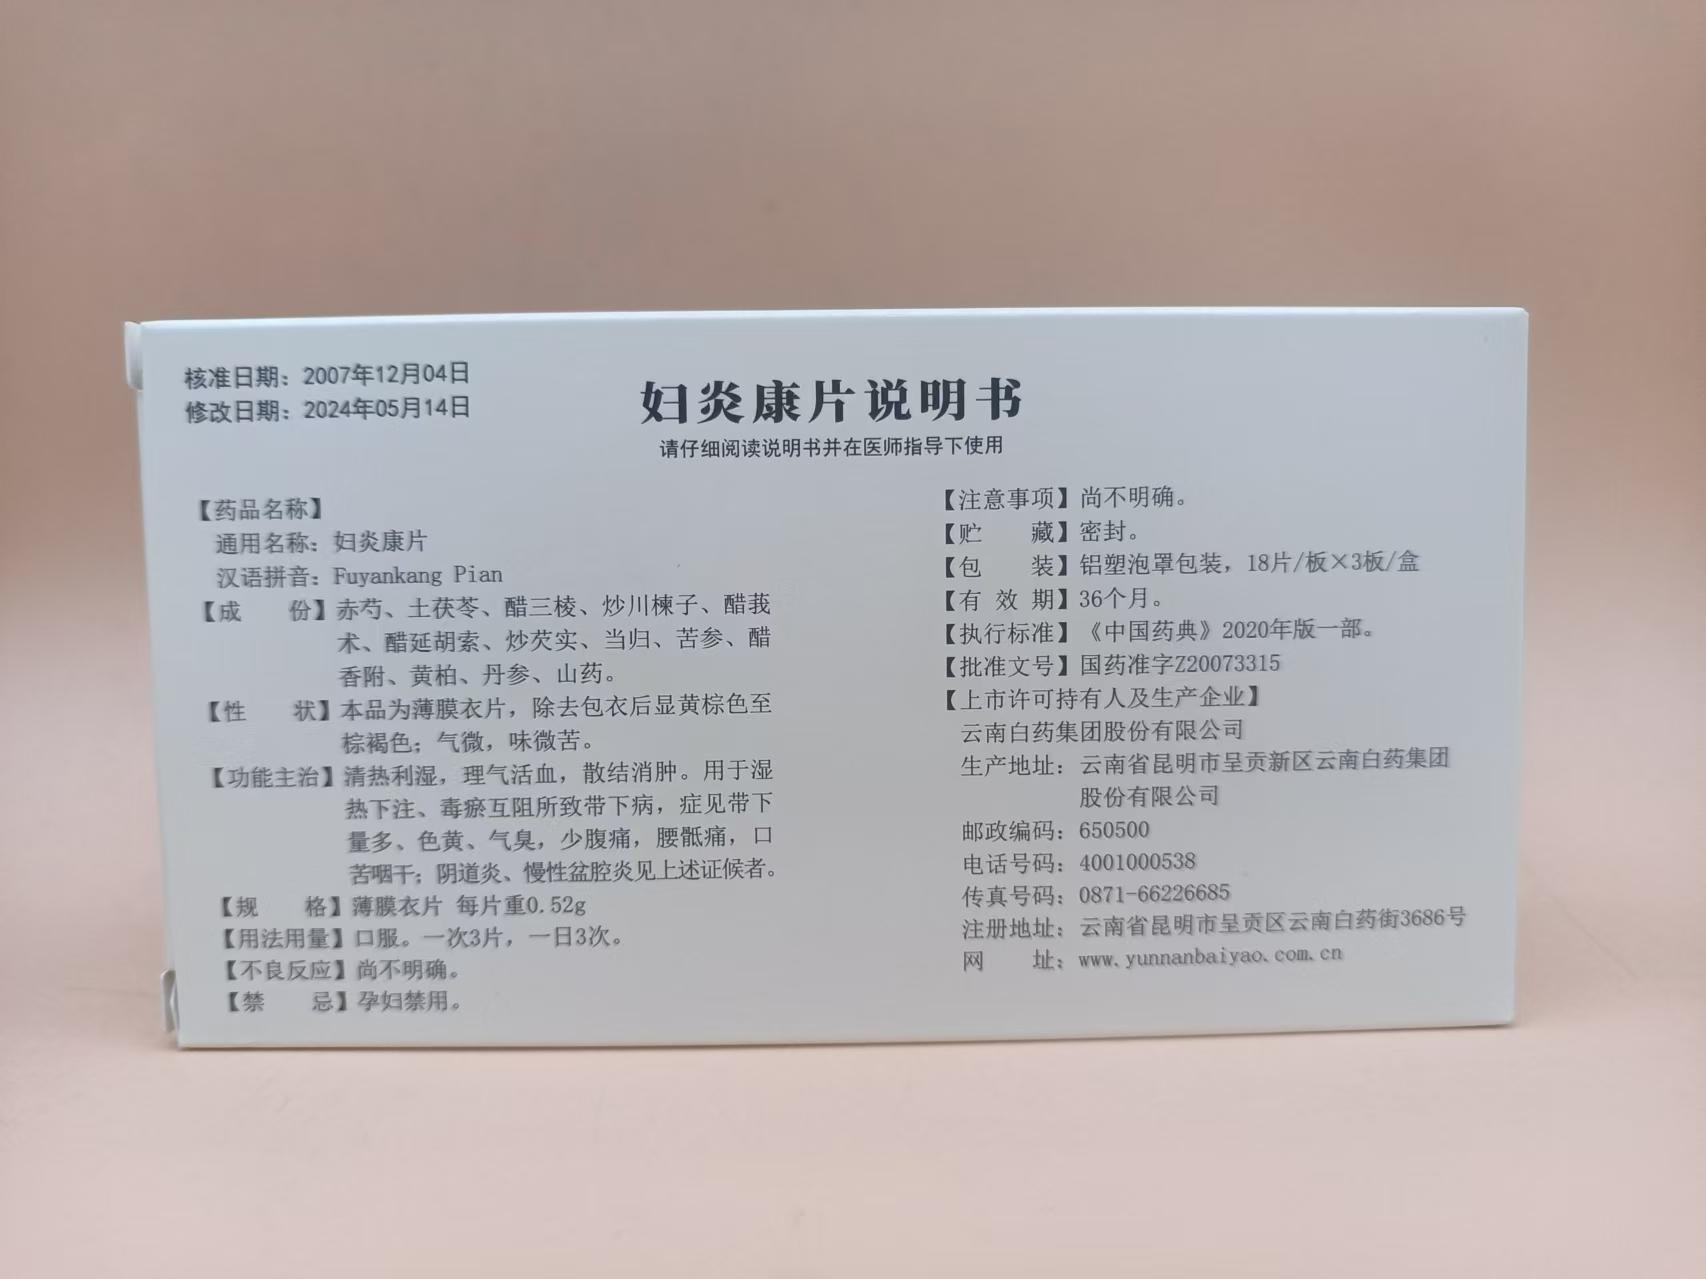 核准日期：2007年12月04日
修改日期：2024年05月14日
妇炎康片说明书
请仔细阅读说明书并在医师指导下使用
【药品名称】
通用名称：妇炎康片
汉语拼音：Fuyankang Pian
【成　　份】赤芍、土茯苓、醋三棱、炒川楝子、醋莪
术、醋延胡索、炒芡实、当归、苦参、醋
香附、黄柏、丹参、山药。
【性　　状】本品为薄膜衣片，除去包衣后显黄棕色至
棕褐色；气微，味微苦。
【功能主治】清热利湿，理气活血，散结消肿。用于湿
热下注、毒瘀互阻所致带下病，症见带下
量多、色黄、气臭，少腹痛，腰骶痛，口
苦咽干；阴道炎、慢性盆腔炎见上述证候者。
【规　　格】薄膜衣片 每片重0.52g
【用法用量】口服。一次3片，一日3次。
【不良反应】尚不明确。
【禁　　忌】孕妇禁用。
【注意事项】尚不明确。
【贮　　藏】密封。
【包　　装】铝塑泡罩包装，18片/板×3板/盒
【有 效 期】36个月。
【执行标准】《中国药典》2020年版一部。
【批准文号】国药准字Z20073315
【上市许可持有人及生产企业】
云南白药集团股份有限公司
生产地址：云南省昆明市呈贡新区云南白药集团
股份有限公司
邮政编码：650500
电话号码：4001000538
传真号码：0871-66226685
注册地址：云南省昆明市呈贡区云南白药街3686号
网　　址：www.yunnanbaiyao.com.cn